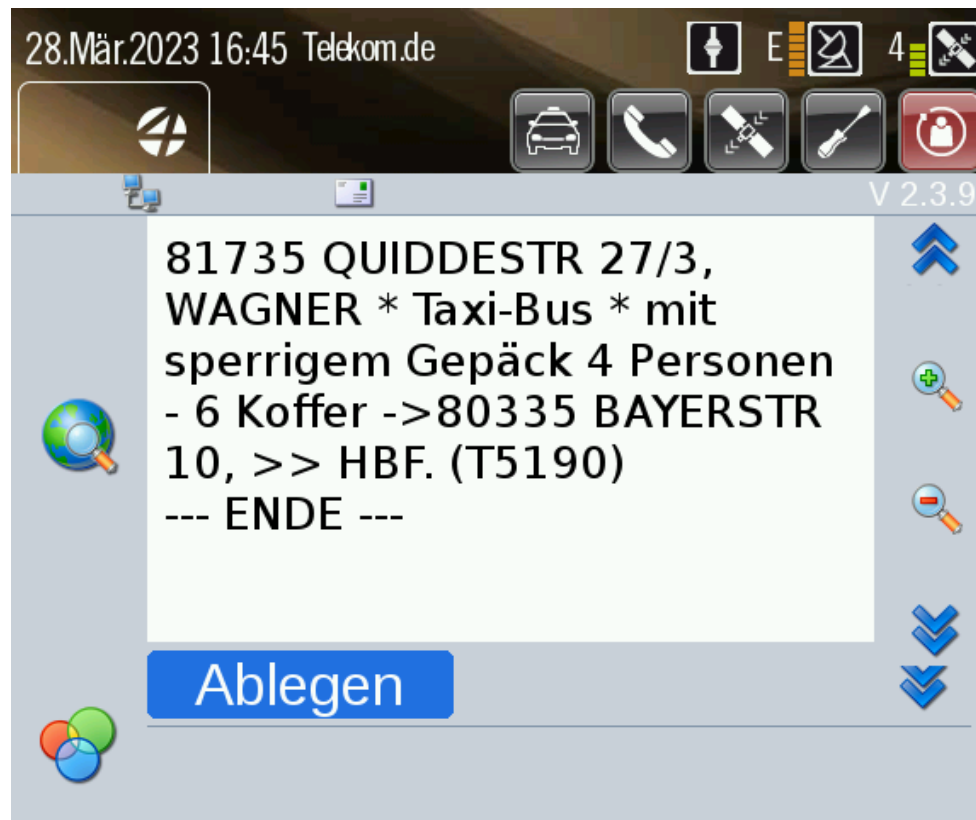 28.Mär.2023 16:45 Telekom.de
E
4
V 2.3.9
81735 QUIDDESTR 27/3,
WAGNER * Taxi-Bus * mit
sperrigem Gepäck 4 Personen
- 6 Koffer ->80335 BAYERSTR
10, >> HBF. (T5190)
--- ENDE ---
Ablegen